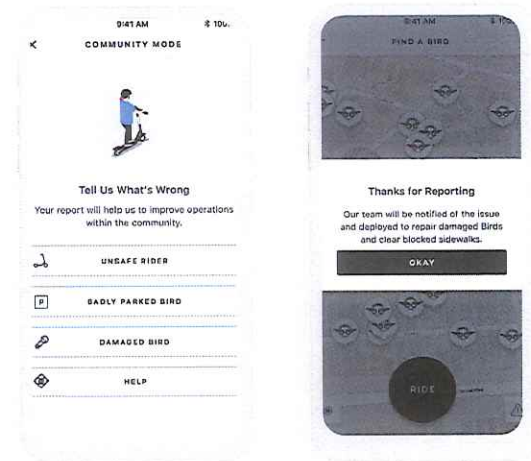 9:41 AM
COMMUNITY MODE
Tell Us What's Wrong
Your report will help us to improve operations
within the community.
UNSAFE RIDER
P
BADLY PARKED BIRD
DAMAGED BIRD
HELP
9:41 AM
FIND A BIRD
Thanks for Reporting
Our team will be notified of the issue
and deployed to repair damaged Birds
and clear blocked sidewalks.
OKAY
RIDE